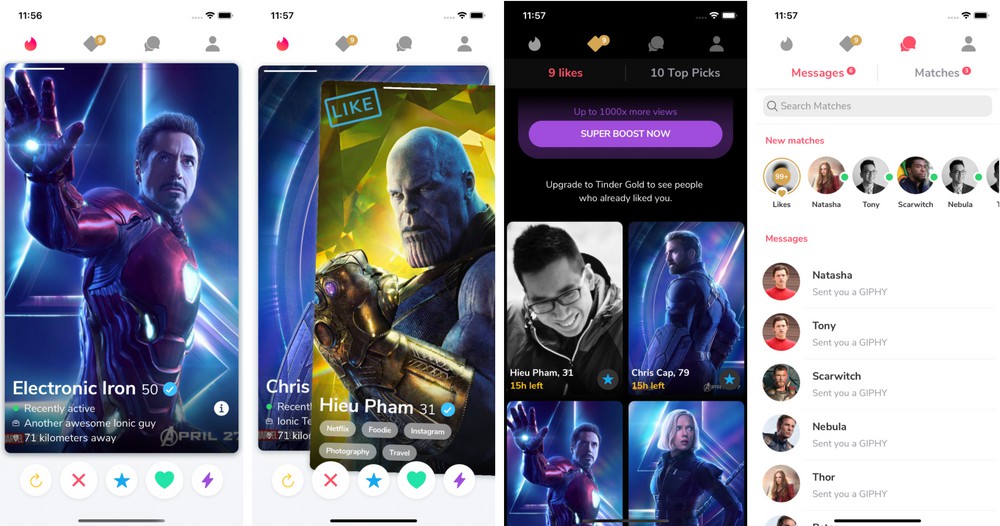 11:56
9
Electronic Iron 50
Recently active
Another awesome Ionic guy
71 kilometers away
APRIL 27
11:57
9
LIKE
Chris
Recent
Ionic Te
71 kilo
Hieu Pham 31
Netflix
Foodie
Instagram
Photography
Travel
11:57
9
9 likes
10 Top Picks
Up to 1000x more views
SUPER BOOST NOW
Upgrade to Tinder Gold to see people
who already liked you.
Hieu Pham, 31
15h left
Chris Cap, 79
15h left
11:57
9
Messages 6
Matches 3
Search Matches
New matches
99+
Likes
Natasha
Tony
Scarwitch
Nebula
Messages
Natasha
Sent you a GIPHY
Tony
Sent you a GIPHY
Scarwitch
Sent you a GIPHY
Nebula
Sent you a GIPHY
Thor
Sent you a GIPHY